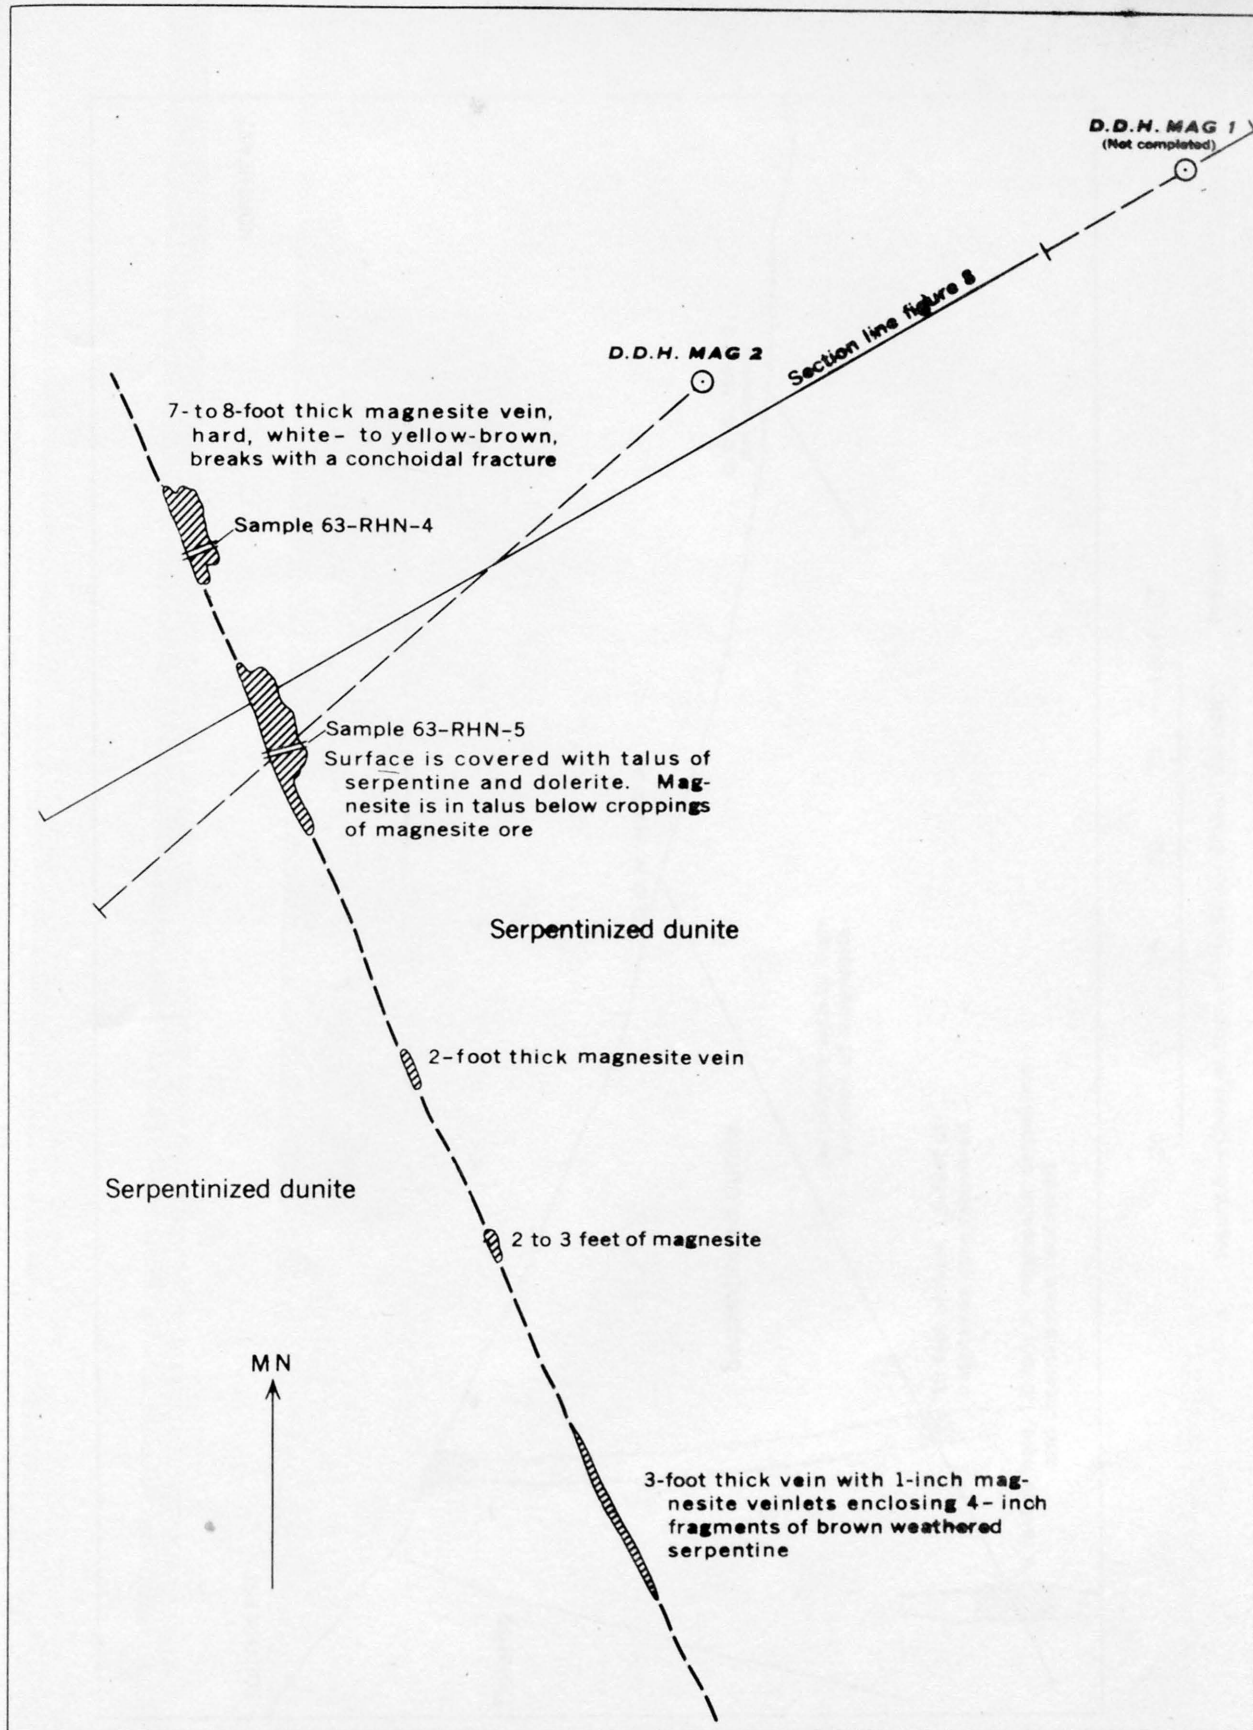 D.D.H. MAG 1
(Not completed)
Section line figure 8
D.D.H. MAG 2
7- to 8-foot thick magnesite vein,
hard, white- to yellow-brown,
breaks with a conchoidal fracture
Sample 63-RHN-4
Sample 63-RHN-5
Surface is covered with talus of
serpentine and dolerite. Mag-
nesite is in talus below croppings
of magnesite ore
Serpentinized dunite
2-foot thick magnesite vein
Serpentinized dunite
2 to 3 feet of magnesite
MN
3-foot thick vein with 1-inch mag-
nesite veinlets enclosing 4-inch
fragments of brown weathered
serpentine